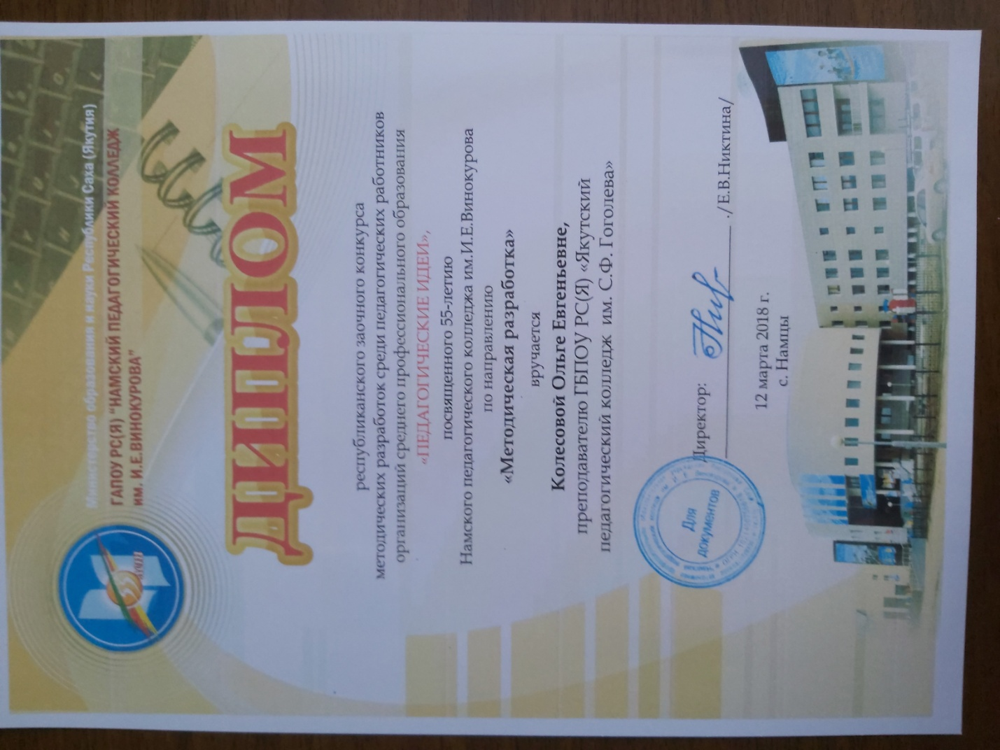 Министерство образования и науки Республики Саха (Якутия)
ГАПОУ РС(Я) "НАМСКИЙ ПЕДАГОГИЧЕСКИЙ КОЛЛЕДЖ
им. И.Е.ВИНОКУРОВА"
ДИПЛОМ
республиканского заочного конкурса
методических разработок среди педагогических работников
организаций среднего профессионального образования
«ПЕДАГОГИЧЕСКИЕ ИДЕИ»,
посвященного 55-летию
Намского педагогического колледжа им.И.Е.Винокурова
по направлению
«Методическая разработка»
вручается
Колесовой Ольге Евгеньевне,
преподавателю ГБПОУ РС(Я) «Якутский
педагогический колледж им. С.Ф. Гоголева»
Директор:
./Е.В.Никтина/
Для
документов
12 марта 2018 г.
с. Намцы